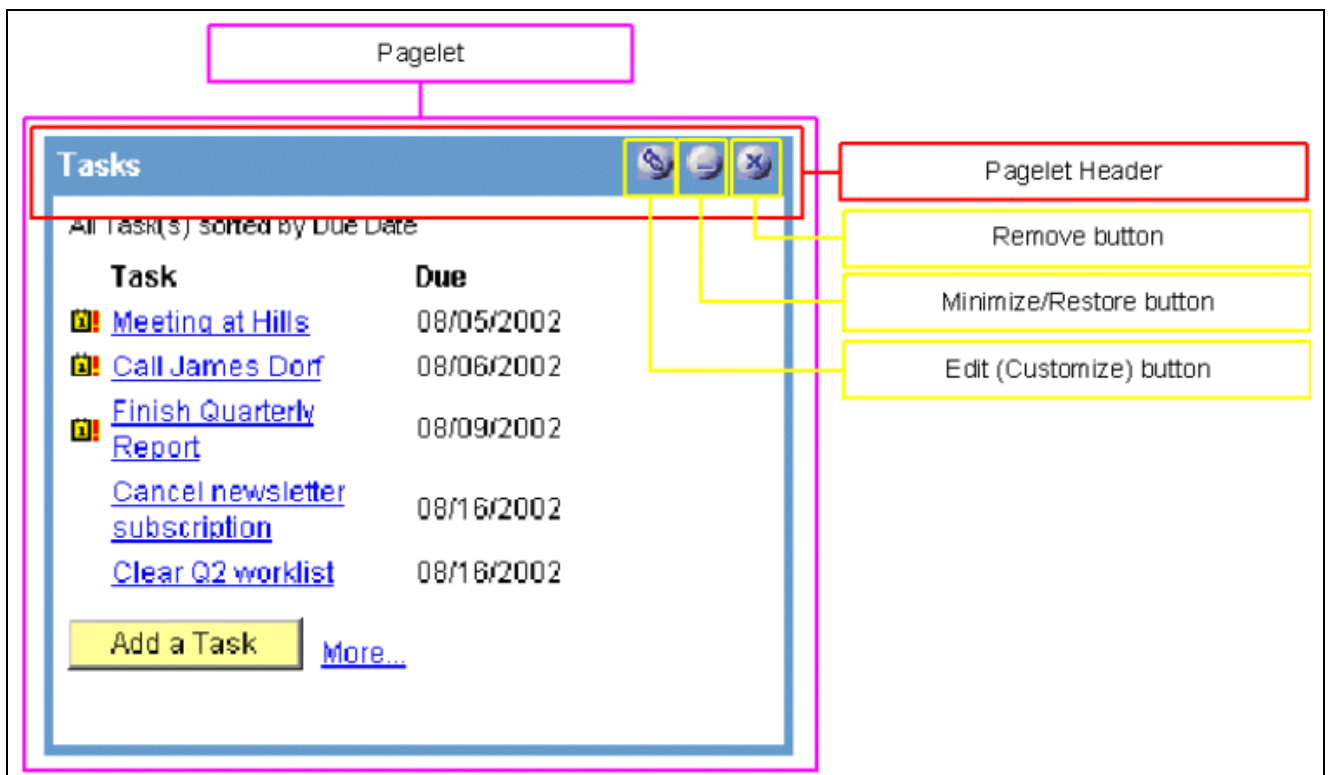 Pagelet
Tasks
Pagelet Header
All Task(s) sorted by Due Date
Remove button
Task Due
Minimize/Restore button
Meeting at Hills 08/05/2002
Call James Dorf 08/06/2002
Edit (Customize) button
Finish Quarterly
Report 08/09/2002
Cancel newsletter
subscription 08/16/2002
Clear Q2 worklist 08/16/2002
Add a Task More...